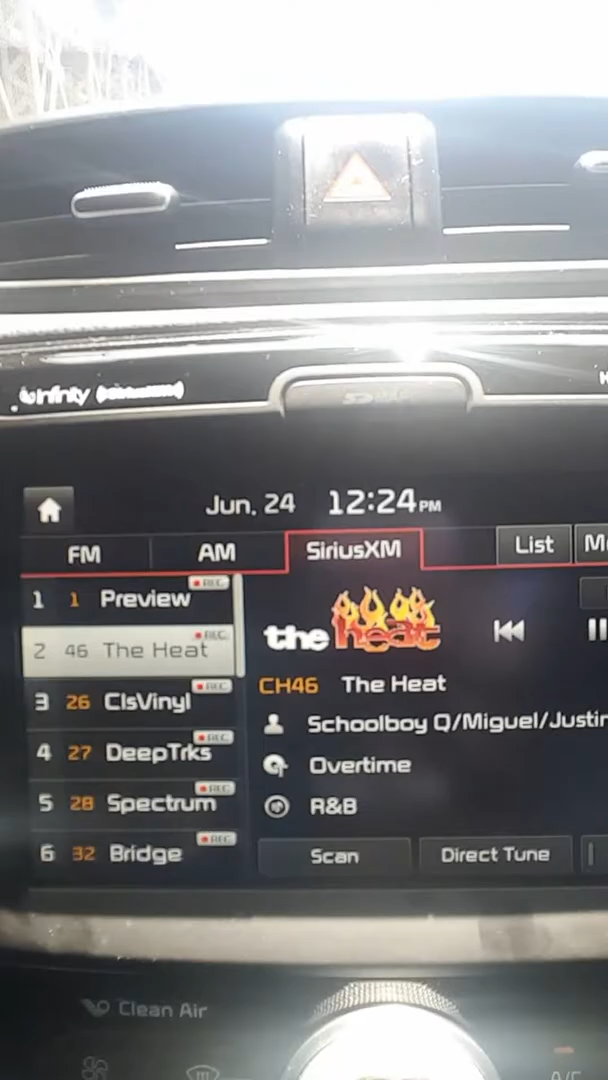 Infinity
Jun. 24 12:24 PM
FM AM SiriusXM List
1 1 Preview REC
2 46 The Heat REC
3 26 ClsVinyl REC
4 27 DeepTrks REC
5 28 Spectrum REC
6 32 Bridge REC
the heat
CH46 The Heat
Schoolboy Q/Miguel/Justin
Overtime
R&B
Scan Direct Tune
Clean Air